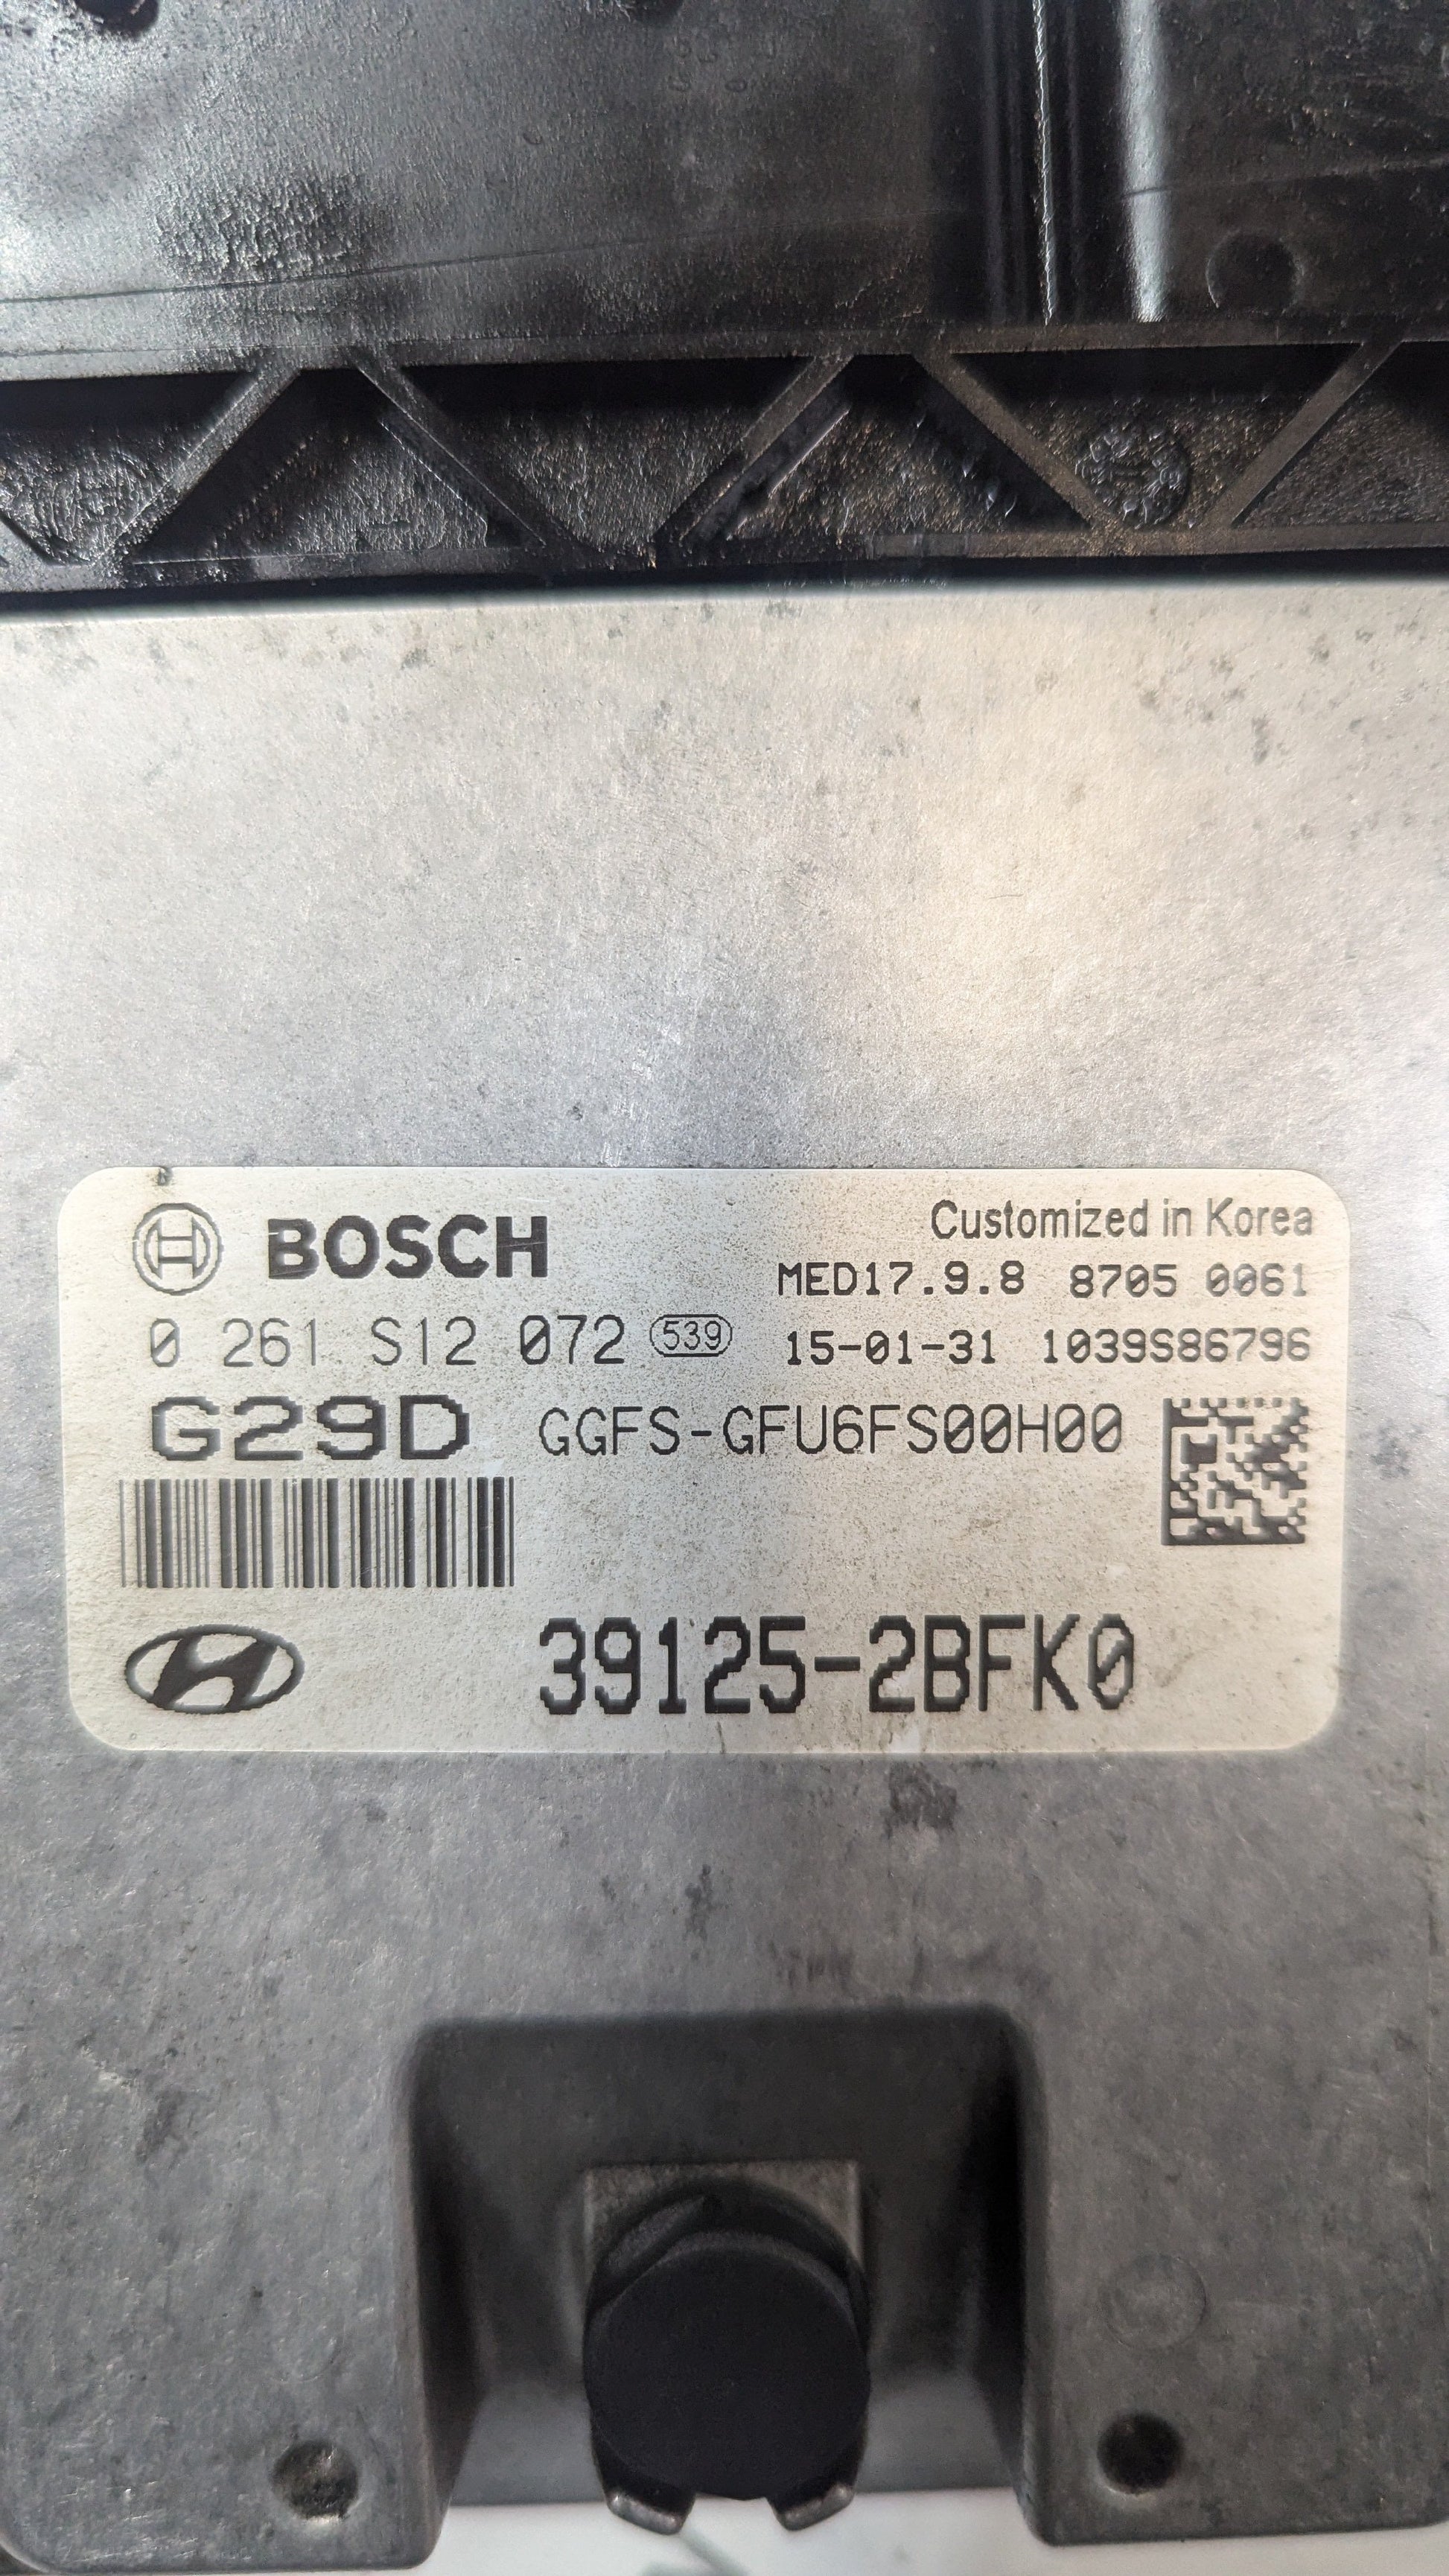 BOSCH
Customized in Korea
MED17.9.8 8705 0061
0 261 S12 072 539
15-01-31 1039S86796
G29D GGFS-GFU6FS00H00
39125-2BFK0